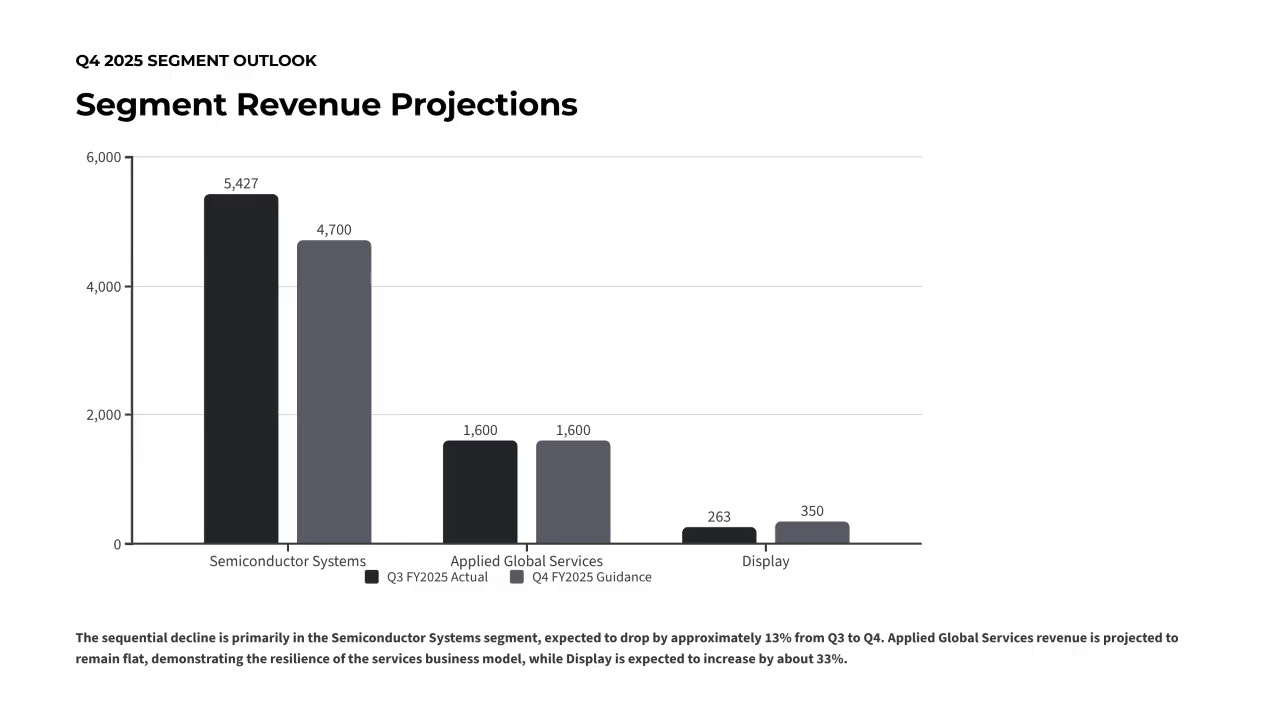 Q4 2025 SEGMENT OUTLOOK
Segment Revenue Projections
6,000
4,000
2,000
0
5,427
4,700
1,600
1,600
263
350
Semiconductor Systems
Applied Global Services
Display
Q3 FY2025 Actual
Q4 FY2025 Guidance
The sequential decline is primarily in the Semiconductor Systems segment, expected to drop by approximately 13% from Q3 to Q4. Applied Global Services revenue is projected to
remain flat, demonstrating the resilience of the services business model, while Display is expected to increase by about 33%.